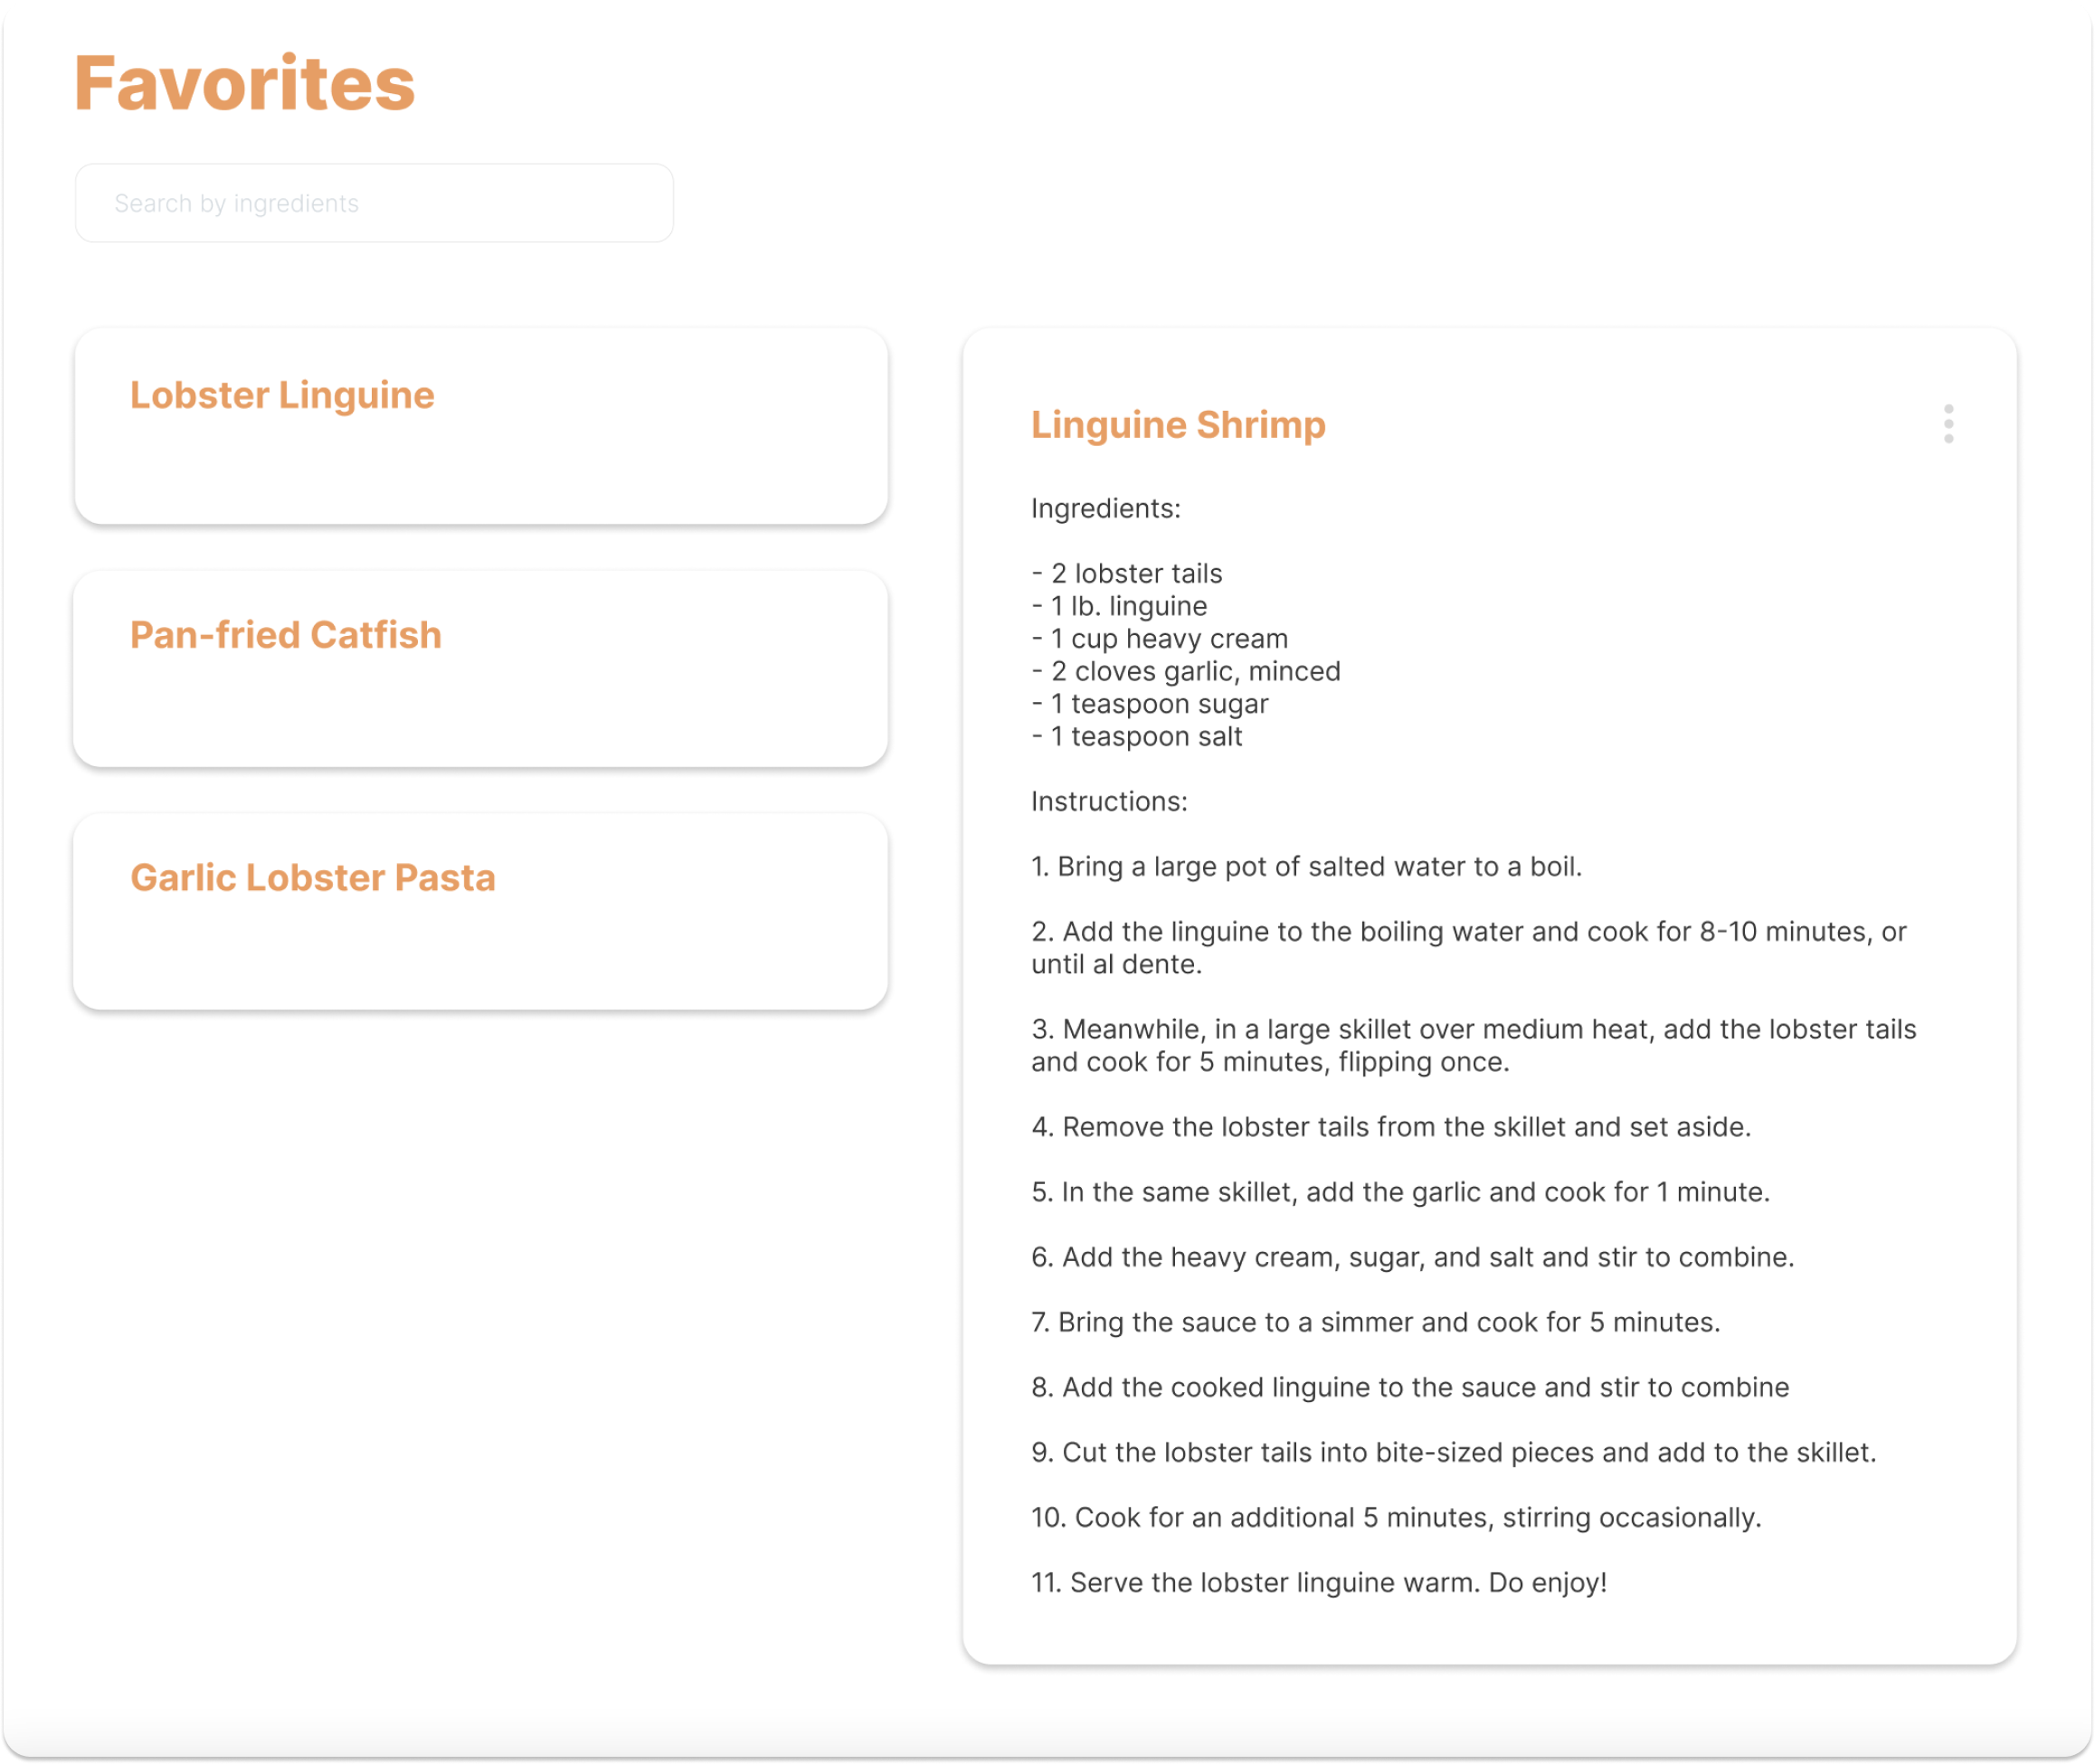 Favorites
Search by ingredients
Lobster Linguine
Pan-fried Catfish
Garlic Lobster Pasta
Linguine Shrimp
Ingredients:
- 2 lobster tails
- 1 lb. linguine
- 1 cup heavy cream
- 2 cloves garlic, minced
- 1 teaspoon sugar
- 1 teaspoon salt
Instructions:
1. Bring a large pot of salted water to a boil.
2. Add the linguine to the boiling water and cook for 8-10 minutes, or
until al dente.
3. Meanwhile, in a large skillet over medium heat, add the lobster tails
and cook for 5 minutes, flipping once.
4. Remove the lobster tails from the skillet and set aside.
5. In the same skillet, add the garlic and cook for 1 minute.
6. Add the heavy cream, sugar, and salt and stir to combine.
7. Bring the sauce to a simmer and cook for 5 minutes.
8. Add the cooked linguine to the sauce and stir to combine
9. Cut the lobster tails into bite-sized pieces and add to the skillet.
10. Cook for an additional 5 minutes, stirring occasionally.
11. Serve the lobster linguine warm. Do enjoy!